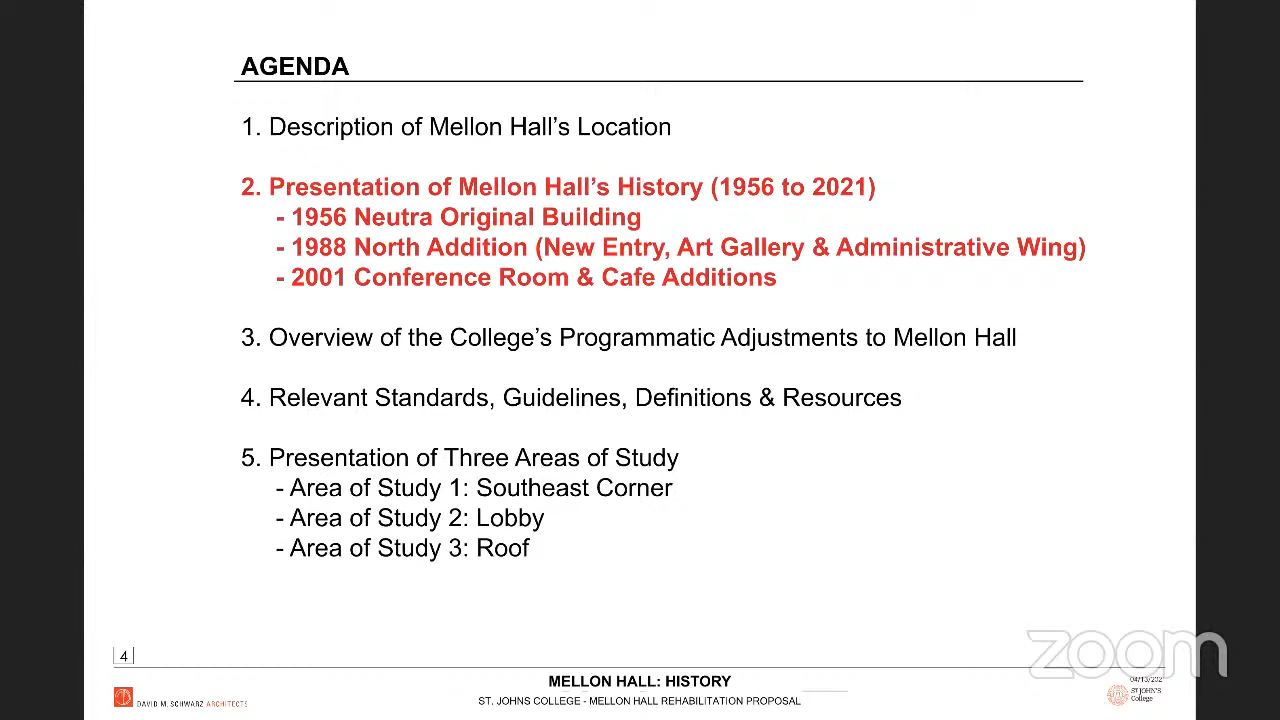 AGENDA
1. Description of Mellon Hall’s Location
2. Presentation of Mellon Hall’s History (1956 to 2021)
- 1956 Neutra Original Building
- 1988 North Addition (New Entry, Art Gallery & Administrative Wing)
- 2001 Conference Room & Cafe Additions
3. Overview of the College’s Programmatic Adjustments to Mellon Hall
4. Relevant Standards, Guidelines, Definitions & Resources
5. Presentation of Three Areas of Study
- Area of Study 1: Southeast Corner
- Area of Study 2: Lobby
- Area of Study 3: Roof
zoom
4
MELLON HALL: HISTORY
ST. JOHNS COLLEGE - MELLON HALL REHABILITATION PROPOSAL
DAVID M. SCHWARZ ARCHITECTS
ST JOHN'S
College